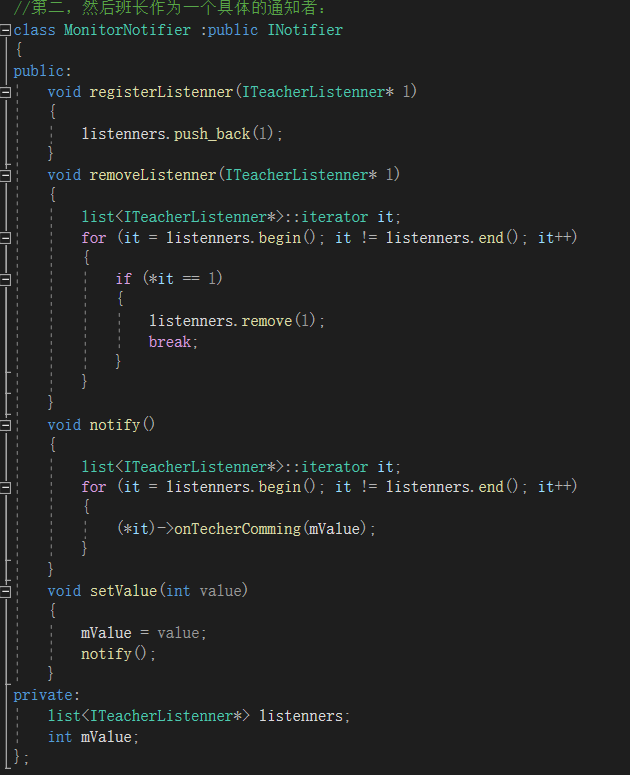 //第二，然后班长作为一个具体的通知者：
class MonitorNotifier :public INotifier
{
public:
    void registerListenner(ITeacherListenner* l)
    {
        listenners.push_back(l);
    }
    void removeListenner(ITeacherListenner* l)
    {
        list<ITeacherListenner*>::iterator it;
        for (it = listenners.begin(); it != listenners.end(); it++)
        {
            if (*it == l)
            {
                listenners.remove(l);
                break;
            }
        }
    }
    void notify()
    {
        list<ITeacherListenner*>::iterator it;
        for (it = listenners.begin(); it != listenners.end(); it++)
        {
            (*it)->onTecherComming(mValue);
        }
    }
    void setValue(int value)
    {
        mValue = value;
        notify();
    }
private:
    list<ITeacherListenner*> listenners;
    int mValue;
};